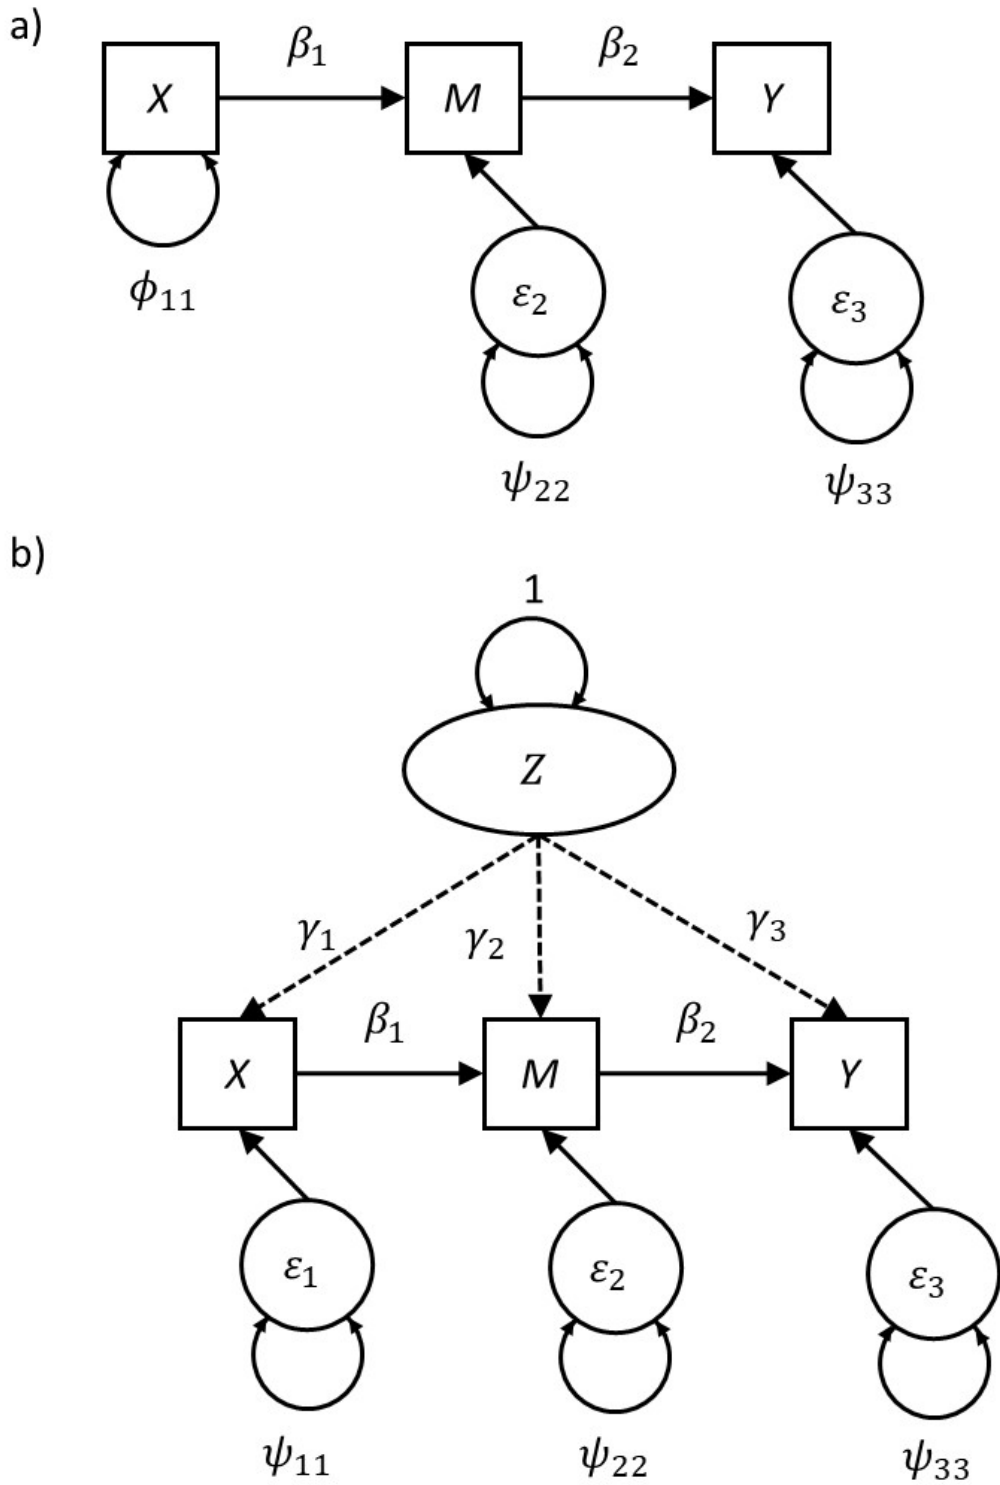 a)
β₁ β₂
X M Y
ε₂ ε₃
ϕ₁₁
ψ₂₂ ψ₃₃
b)
1
Z
γ₁ γ₂ γ₃
β₁ β₂
X M Y
ε₁ ε₂ ε₃
ψ₁₁ ψ₂₂ ψ₃₃